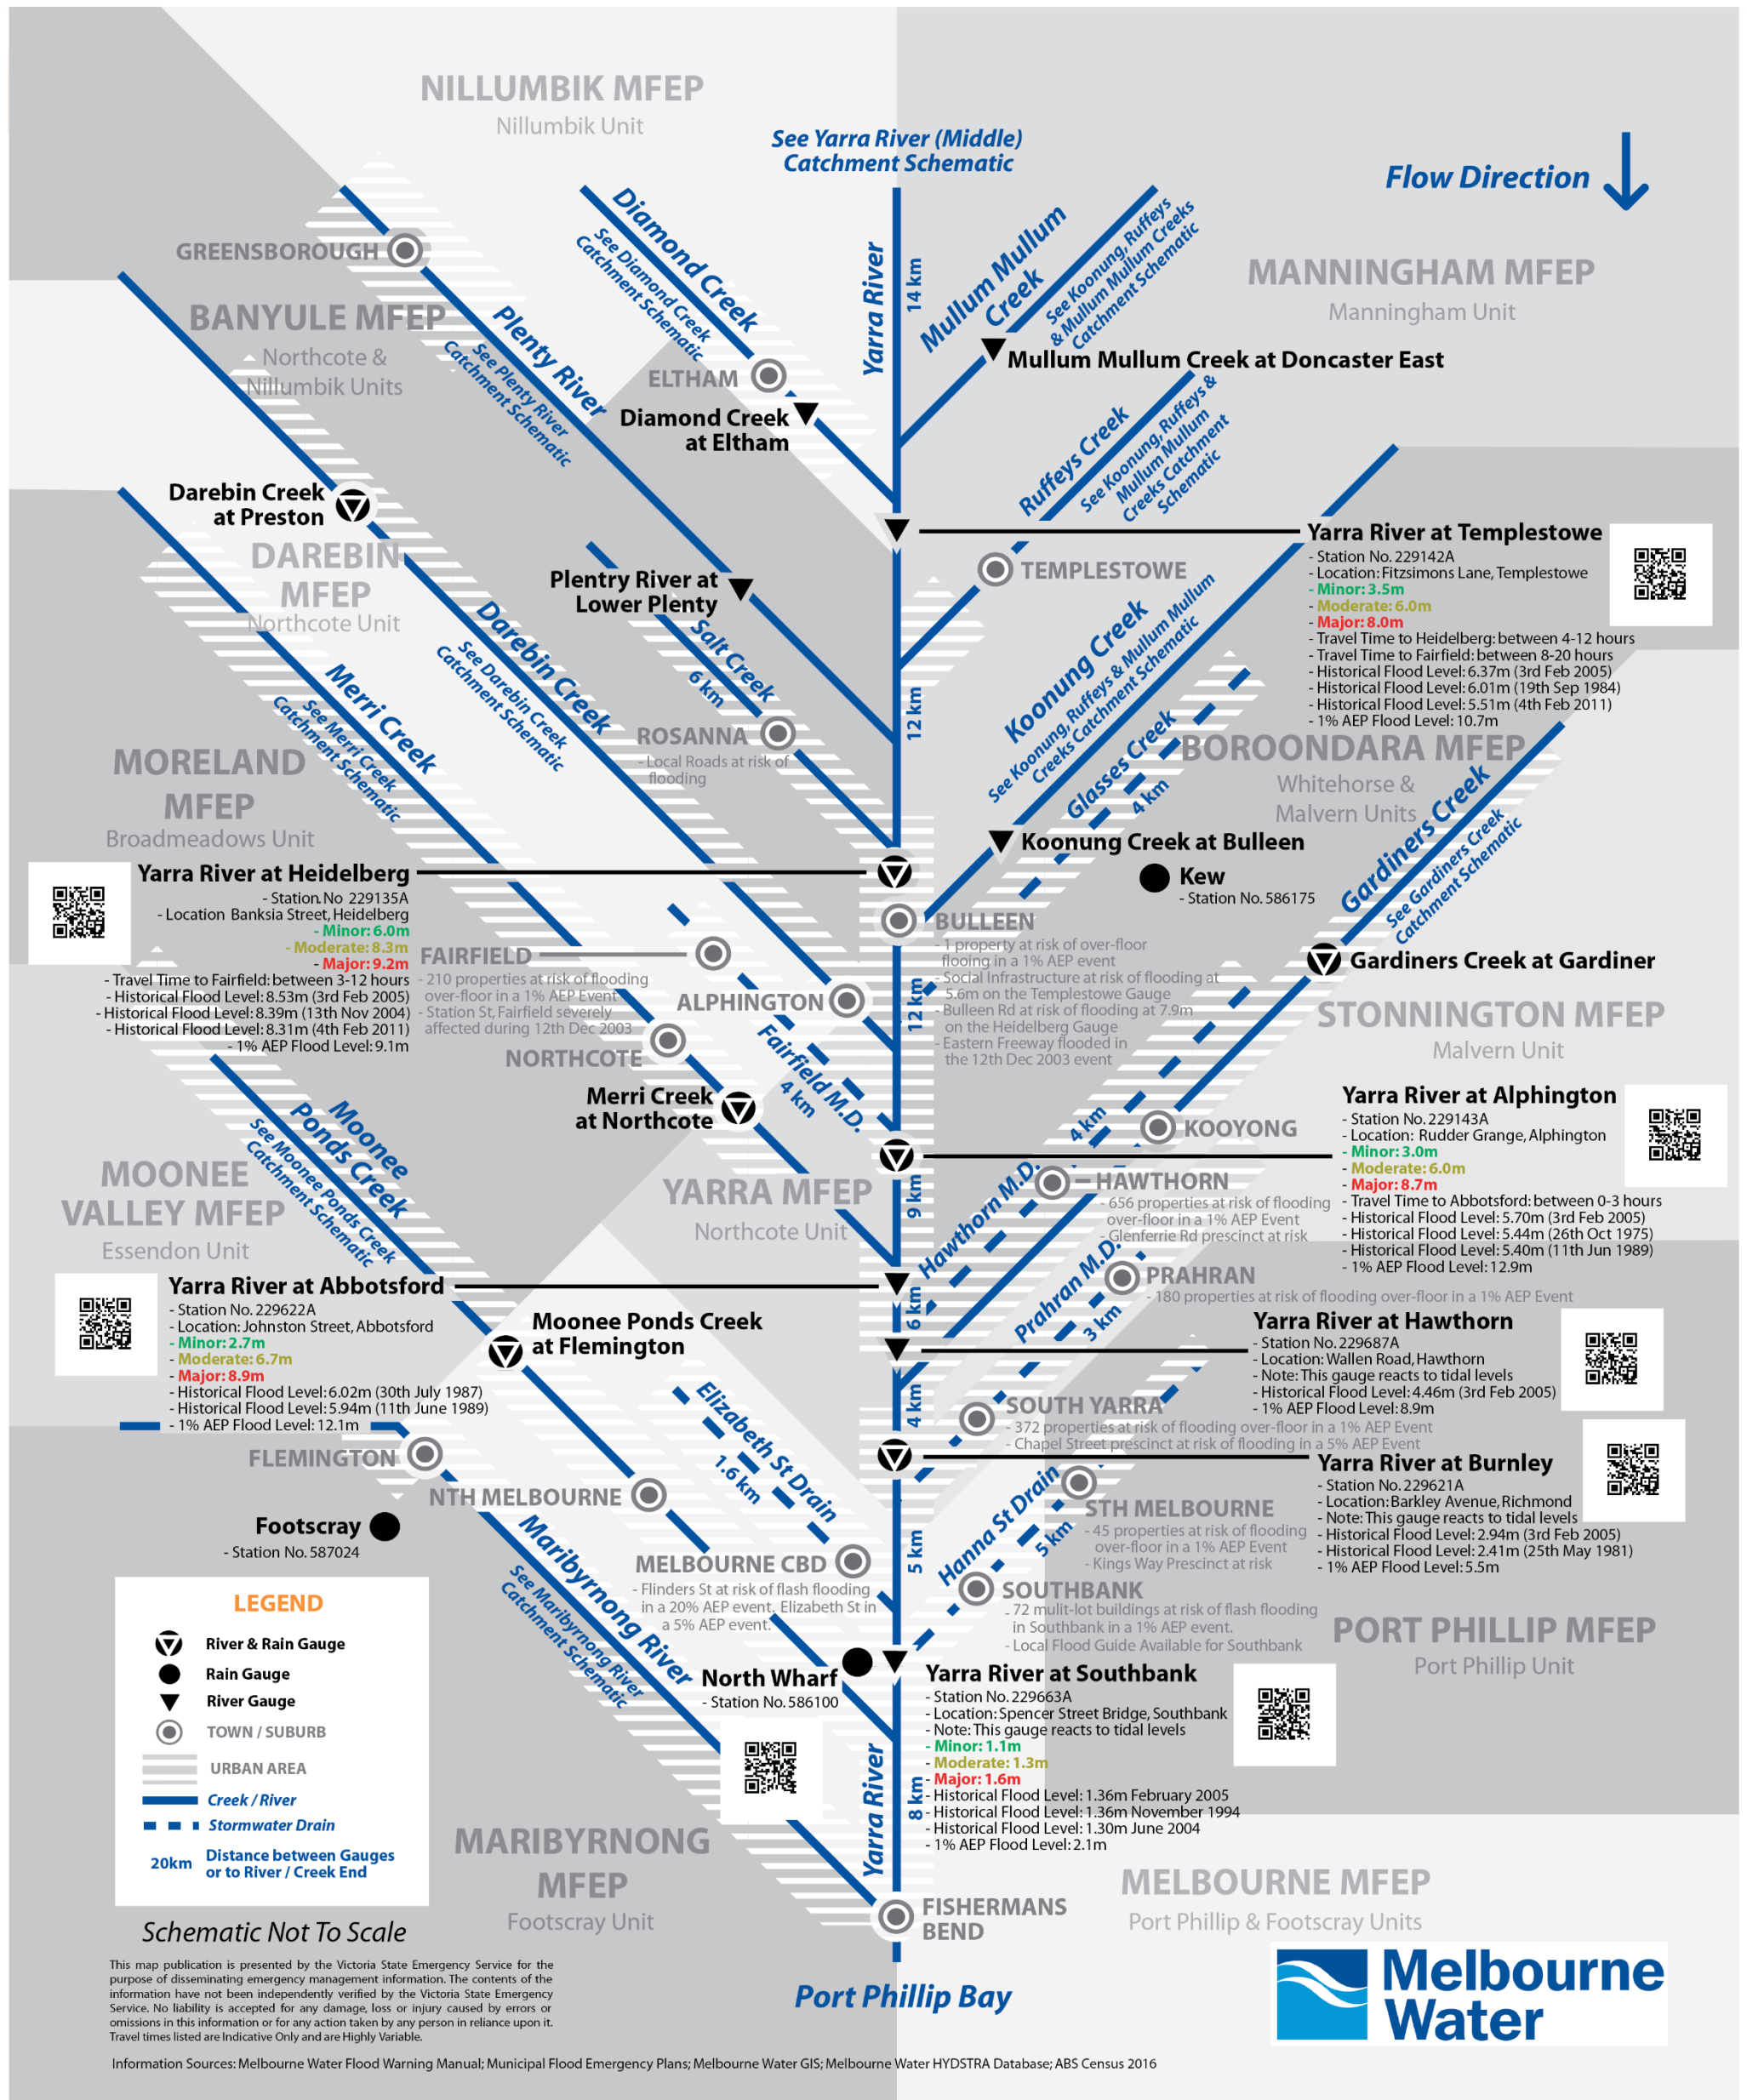 NILLUMBIK MFEP
Nillumbik Unit
See Yarra River (Middle)
Catchment Schematic
Flow Direction
Diamond Creek
See Diamond Creek
Catchment Schematic
Yarra River
14 km
Mullum Mullum
Creek
See Koonung, Ruffeys
& Mullum Mullum Creeks
Catchment Schematic
MANNINGHAM MFEP
Manningham Unit
GREENSBOROUGH
BANYULE MFEP
Northcote &
Nillumbik Units
Plenty River
See Plenty River
Catchment Schematic
ELTHAM
Diamond Creek
at Eltham
Mullum Mullum Creek at Doncaster East
Ruffeys Creek
See Koonung, Ruffeys &
Mullum Mullum
Creeks Catchment
Schematic
Darebin Creek
at Preston
DAREBIN
MFEP
Northcote Unit
Plentry River at
Lower Plenty
TEMPLESTOWE
Yarra River at Templestowe
- Station No. 229142A
- Location: Fitzsimons Lane, Templestowe
- Minor: 3.5m
- Moderate: 6.0m
- Major: 8.0m
- Travel Time to Heidelberg: between 4-12 hours
- Travel Time to Fairfield: between 8-20 hours
- Historical Flood Level: 6.37m (3rd Feb 2005)
- Historical Flood Level: 6.01m (19th Sep 1984)
- Historical Flood Level: 5.51m (4th Feb 2011)
- 1% AEP Flood Level: 10.7m
Darebin Creek
See Darebin Creek
Catchment Schematic
Salt Creek
6 km
Merri Creek
See Merri Creek
Catchment Schematic
12 km
Koonung Creek
See Koonung, Ruffeys & Mullum Mullum
Creeks Catchment Schematic
Glasses Creek
4 km
ROSANNA
- Local Roads at risk of
flooding
BOROONDARA MFEP
Whitehorse &
Malvern Units
MORELAND
MFEP
Broadmeadows Unit
Gardiners Creek
See Gardiners Creek
Catchment Schematic
Koonung Creek at Bulleen
Kew
- Station No. 586175
Yarra River at Heidelberg
- Station. No 229135A
- Location Banksia Street, Heidelberg
- Minor: 6.0m
- Moderate: 8.3m
- Major: 9.2m
- Travel Time to Fairfield: between 3-12 hours
- Historical Flood Level: 8.53m (3rd Feb 2005)
- Historical Flood Level: 8.39m (13th Nov 2004)
- Historical Flood Level: 8.31m (4th Feb 2011)
- 1% AEP Flood Level: 9.1m
FAIRFIELD
- 210 properties at risk of flooding
over-floor in a 1% AEP Event
- Station St, Fairfield severely
affected during 12th Dec 2003
BULLEEN
- 1 property at risk of over-floor
flooing in a 1% AEP event
- Social Infrastructure at risk of flooding at
5.6m on the Templestowe Gauge
- Bulleen Rd at risk of flooding at 7.9m
on the Heidelberg Gauge
- Eastern Freeway flooded in
the 12th Dec 2003 event
Gardiners Creek at Gardiner
STONNINGTON MFEP
Malvern Unit
ALPHINGTON
12 km
Fairfield M.D.
4 km
NORTHCOTE
Merri Creek
at Northcote
Moonee
Ponds Creek
See Moonee Ponds Creek
Catchment Schematic
MOONEE
VALLEY MFEP
Essendon Unit
YARRA MFEP
Northcote Unit
9 km
4 km
Hawthorn M.D.
KOOYONG
HAWTHORN
- 656 properties at risk of flooding
over-floor in a 1% AEP Event
- Glenferrie Rd prescinct at risk
Yarra River at Alphington
- Station No. 229143A
- Location: Rudder Grange, Alphington
- Minor: 3.0m
- Moderate: 6.0m
- Major: 8.7m
- Travel Time to Abbotsford: between 0-3 hours
- Historical Flood Level: 5.70m (3rd Feb 2005)
- Historical Flood Level: 5.44m (26th Oct 1975)
- Historical Flood Level: 5.40m (11th Jun 1989)
- 1% AEP Flood Level: 12.9m
Yarra River at Abbotsford
- Station No. 229622A
- Location: Johnston Street, Abbotsford
- Minor: 2.7m
- Moderate: 6.7m
- Major: 8.9m
- Historical Flood Level: 6.02m (30th July 1987)
- Historical Flood Level: 5.94m (11th June 1989)
- 1% AEP Flood Level: 12.1m
Moonee Ponds Creek
at Flemington
6 km
Prahran M.D.
3 km
PRAHRAN
- 180 properties at risk of flooding over-floor in a 1% AEP Event
Yarra River at Hawthorn
- Station No. 229687A
- Location: Wallen Road, Hawthorn
- Note: This gauge reacts to tidal levels
- Historical Flood Level: 4.46m (3rd Feb 2005)
- 1% AEP Flood Level: 8.9m
4 km
SOUTH YARRA
- 372 properties at risk of flooding over-floor in a 1% AEP Event
- Chapel Street prescinct at risk of flooding in a 5% AEP Event
Elizabeth St Drain
1.6 km
FLEMINGTON
NTH MELBOURNE
Footscray
- Station No. 587024
Yarra River at Burnley
- Station No. 229621A
- Location: Barkley Avenue, Richmond
- Note: This gauge reacts to tidal levels
- Historical Flood Level: 2.94m (3rd Feb 2005)
- Historical Flood Level: 2.41m (25th May 1981)
- 1% AEP Flood Level: 5.5m
Hanna St Drain
5 km
STH MELBOURNE
- 45 properties at risk of flooding
over-floor in a 1% AEP Event
- Kings Way Prescinct at risk
5 km
MELBOURNE CBD
- Flinders St at risk of flash flooding
in a 20% AEP event. Elizabeth St in
a 5% AEP event.
SOUTHBANK
- 72 mulit-lot buildings at risk of flash flooding
in Southbank in a 1% AEP event.
- Local Flood Guide Available for Southbank
Maribyrnong River
See Maribyrnong River
Catchment Schematic
PORT PHILLIP MFEP
Port Phillip Unit
North Wharf
- Station No. 586100
Yarra River at Southbank
- Station No. 229663A
- Location: Spencer Street Bridge, Southbank
- Note: This gauge reacts to tidal levels
- Minor: 1.1m
- Moderate: 1.3m
- Major: 1.6m
- Historical Flood Level: 1.36m February 2005
- Historical Flood Level: 1.36m November 1994
- Historical Flood Level: 1.30m June 2004
- 1% AEP Flood Level: 2.1m
Yarra River
8 km
LEGEND
River & Rain Gauge
Rain Gauge
River Gauge
TOWN / SUBURB
URBAN AREA
Creek / River
Stormwater Drain
20km Distance between Gauges
or to River / Creek End
MARIBYRNONG
MFEP
Footscray Unit
MELBOURNE MFEP
Port Phillip & Footscray Units
FISHERMANS
BEND
Port Phillip Bay
Schematic Not To Scale
This map publication is presented by the Victoria State Emergency Service for the
purpose of disseminating emergency management information. The contents of the
information have not been independently verified by the Victoria State Emergency
Service. No liability is accepted for any damage, loss or injury caused by errors or
omissions in this information or for any action taken by any person in reliance upon it.
Travel times listed are Indicative Only and are Highly Variable.
Melbourne
Water
Information Sources: Melbourne Water Flood Warning Manual; Municipal Flood Emergency Plans; Melbourne Water GIS; Melbourne Water HYDSTRA Database; ABS Census 2016